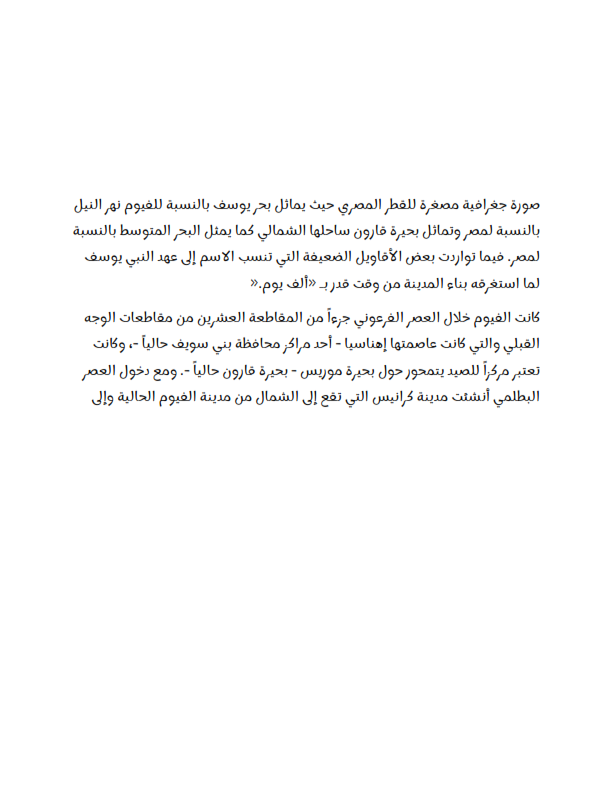 صورة جغرافية مصغرة للقطر المصري حيث يماثل بحر يوسف بالنسبة للفيوم نهر النيل
بالنسبة لمصر وتماثل بحيرة قارون ساحلها الشمالي كما يمثل البحر المتوسط بالنسبة
لمصر. فيما تواردت بعض الأقاويل الضعيفة التي تنسب الاسم إلى عهد النبي يوسف
لما استغرقه بناء المدينة من وقت قدر بـ «ألف يوم.«
كانت الفيوم خلال العصر الفرعوني جزءاً من المقاطعة العشرين من مقاطعات الوجه
القبلي والتي كانت عاصمتها إهناسيا - أحد مراكز محافظة بني سويف حالياً -، وكانت
تعتبر مركزاً للصيد يتمحور حول بحيرة موريس - بحيرة قارون حالياً -. ومع دخول العصر
البطلمي أنشئت مدينة كرانيس التي تقع إلى الشمال من مدينة الفيوم الحالية وإلى